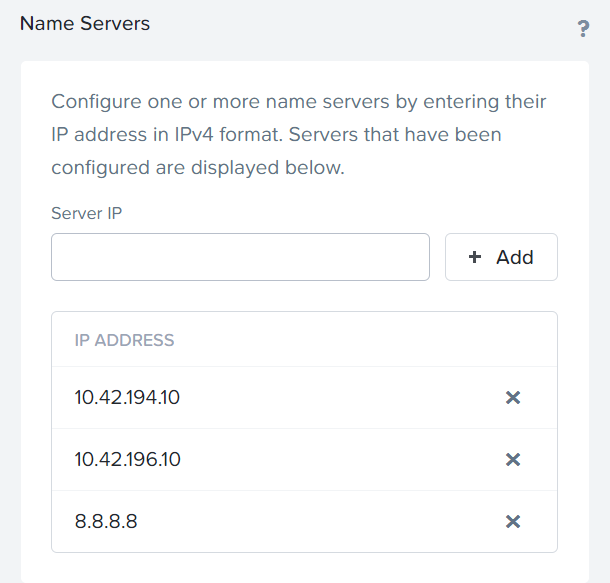 Name Servers
?
Configure one or more name servers by entering their
IP address in IPv4 format. Servers that have been
configured are displayed below.
Server IP
+ Add
IP ADDRESS
10.42.194.10
10.42.196.10
8.8.8.8